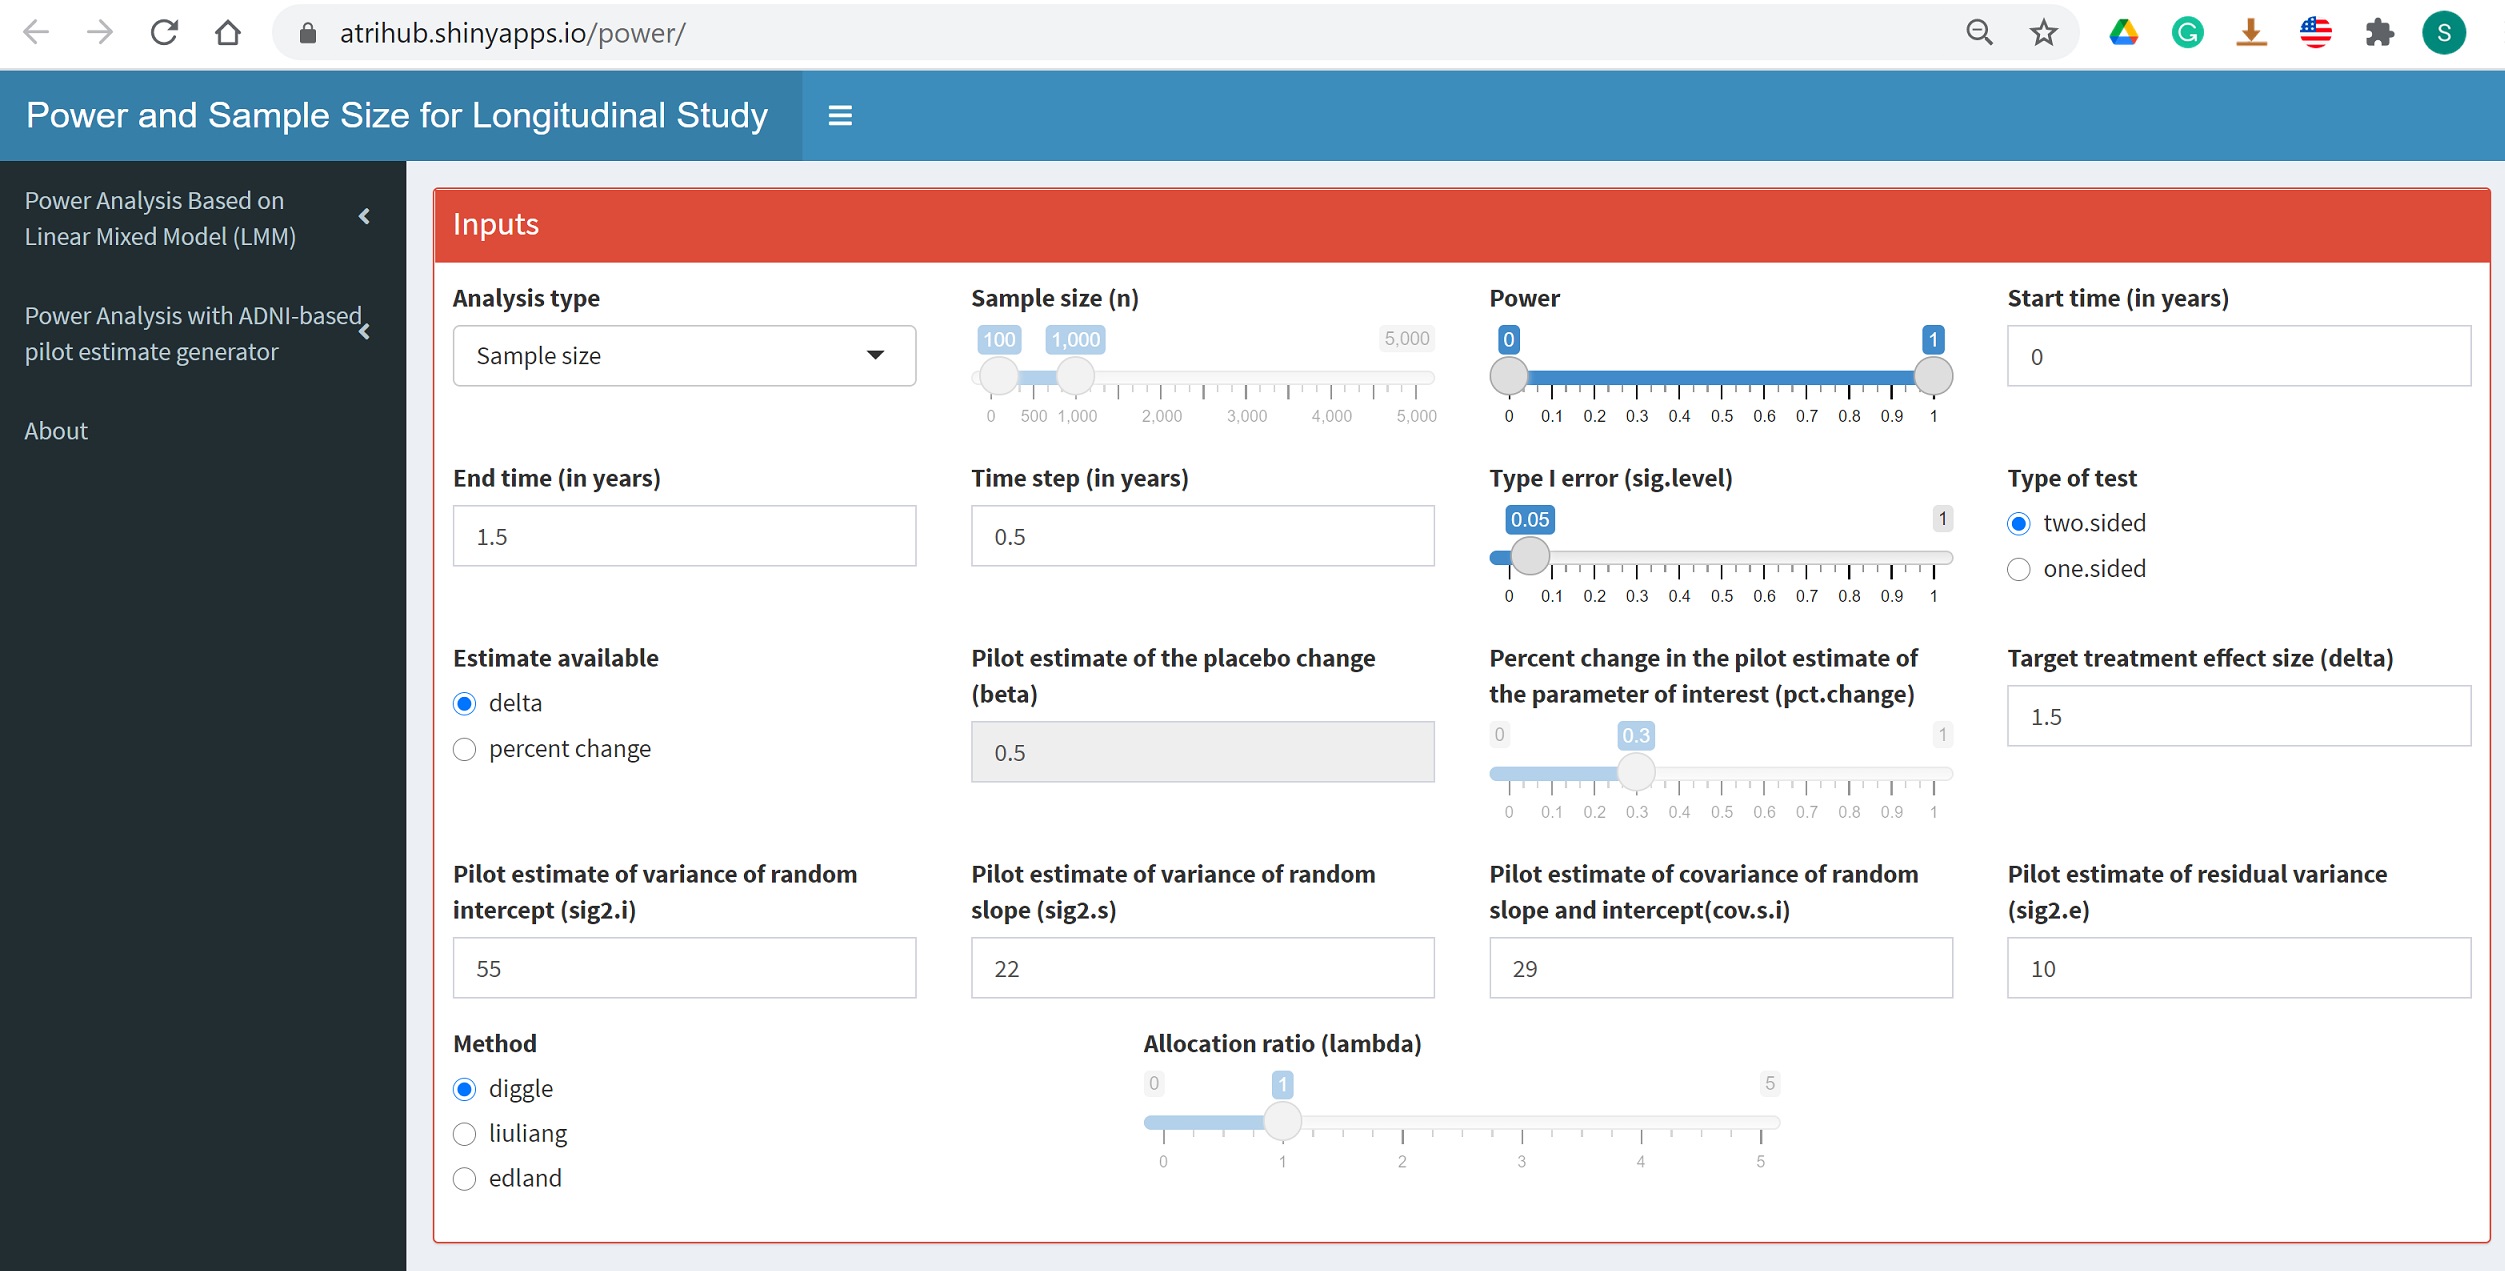 atrihub.shinyapps.io/power/
S
Power and Sample Size for Longitudinal Study
Power Analysis Based on
Linear Mixed Model (LMM)
Power Analysis with ADNI-based
pilot estimate generator
About
Inputs
Analysis type
Sample size
Sample size (n)
100 1,000 5,000
0 500 1,000 2,000 3,000 4,000 5,000
Power
0 1
0 0.1 0.2 0.3 0.4 0.5 0.6 0.7 0.8 0.9 1
Start time (in years)
0
End time (in years)
1.5
Time step (in years)
0.5
Type I error (sig.level)
0.05 1
0 0.1 0.2 0.3 0.4 0.5 0.6 0.7 0.8 0.9 1
Type of test
two.sided
one.sided
Estimate available
delta
percent change
Pilot estimate of the placebo change
(beta)
0.5
Percent change in the pilot estimate of
the parameter of interest (pct.change)
0 0.3 1
0 0.1 0.2 0.3 0.4 0.5 0.6 0.7 0.8 0.9 1
Target treatment effect size (delta)
1.5
Pilot estimate of variance of random
intercept (sig2.i)
55
Pilot estimate of variance of random
slope (sig2.s)
22
Pilot estimate of covariance of random
slope and intercept(cov.s.i)
29
Pilot estimate of residual variance
(sig2.e)
10
Method
diggle
liuliang
edland
Allocation ratio (lambda)
0 1 5
0 1 2 3 4 5